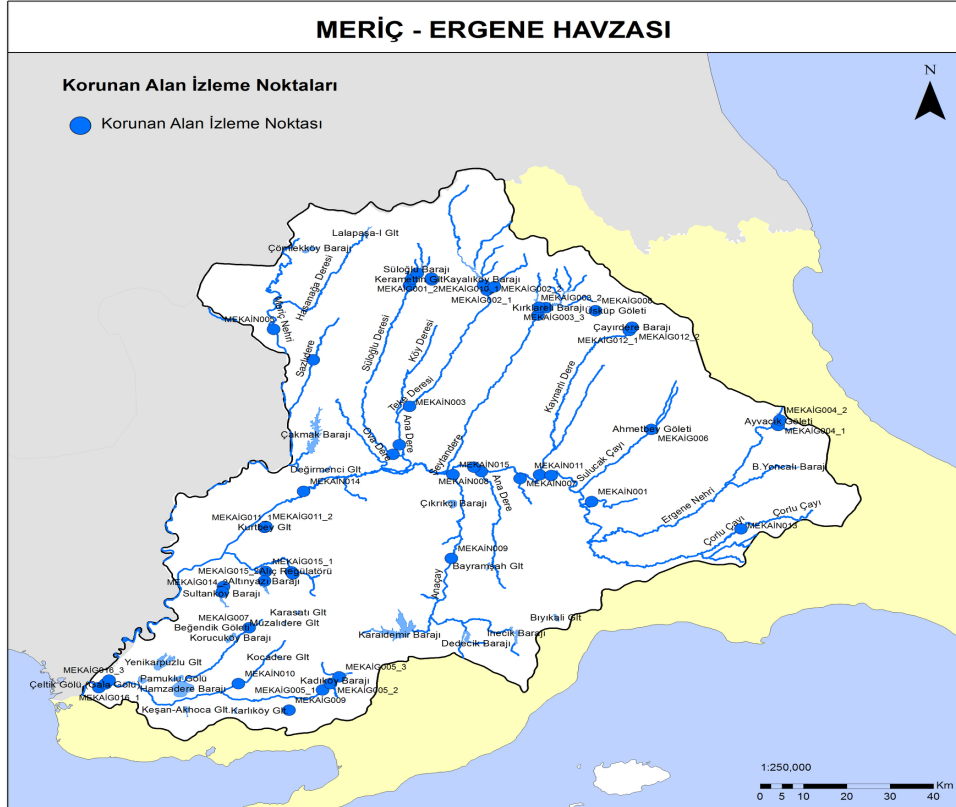 MERİÇ - ERGENE HAVZASI
Korunan Alan İzleme Noktaları
Korunan Alan İzleme Noktası
N
Lalapaşa-I Glt
Çömlekköy Barajı
Hasanağa Deresi
Meriç Nehri
MEKAİN005
Sazlıdere
Süloğlu Barajı
Keramettin Glt
Kayalıköy Barajı
MEKAİG001_2
MEKAİG010_1
MEKAİG002_2
MEKAİG002_1
MEKAİG003_2
MEKAİG008
Kırklareli Barajı
Üsküp Göleti
MEKAİG003_3
Çayırdere Barajı
MEKAİG012_1
MEKAİG012_2
Süloğlu Deresi
Köy Deresi
Teke Deresi
Kaynarlı Dere
MEKAİN003
Ana Dere
Ova Dere
Çakmak Barajı
Şeytandere
Ahmetbey Göleti
MEKAİG006
MEKAİG004_2
Ayvacık Göleti
MEKAİG004_1
Değirmenci Glt
MEKAİN014
MEKAİN015
MEKAİN008
Ana Dere
MEKAİN011
Sulucak Çayı
MEKAİN001
B.Yoncalı Barajı
Ergene Nehri
Çıkrıkçı Barajı
Çorlu Çayı
Çorlu Çayı
MEKAİN013
MEKAİG011_1
MEKAİG011_2
Kurtbey Glt
MEKAİN009
Bayramşah Glt
Anaçay
MEKAİG015_1
MEKAİG015_2
Alıç Regülatörü
Altınyazı Barajı
Sultanköy Barajı
Karasatı Glt
MEKAİG007
Müzalıdere Glt
Beğendik Göleti
Korucuköy Barajı
Karaidemir Barajı
Bıyıkali Glt
İnecik Barajı
Dedecik Barajı
Kocadere Glt
Yenikarpuzlu Glt
MEKAİG016_3
Pamuklu Gölü
Çeltik Gölü (Gala Gölü)
Hamzadere Barajı
MEKAİG016_1
MEKAİN010
MEKAİG005_3
Kadıköy Barajı
MEKAİG005_1
MEKAİG005_2
MEKAİG009
Keşan-Akhoca Glt
Karlıköy Glt
1:250,000
Km
0 5 10 20 30 40